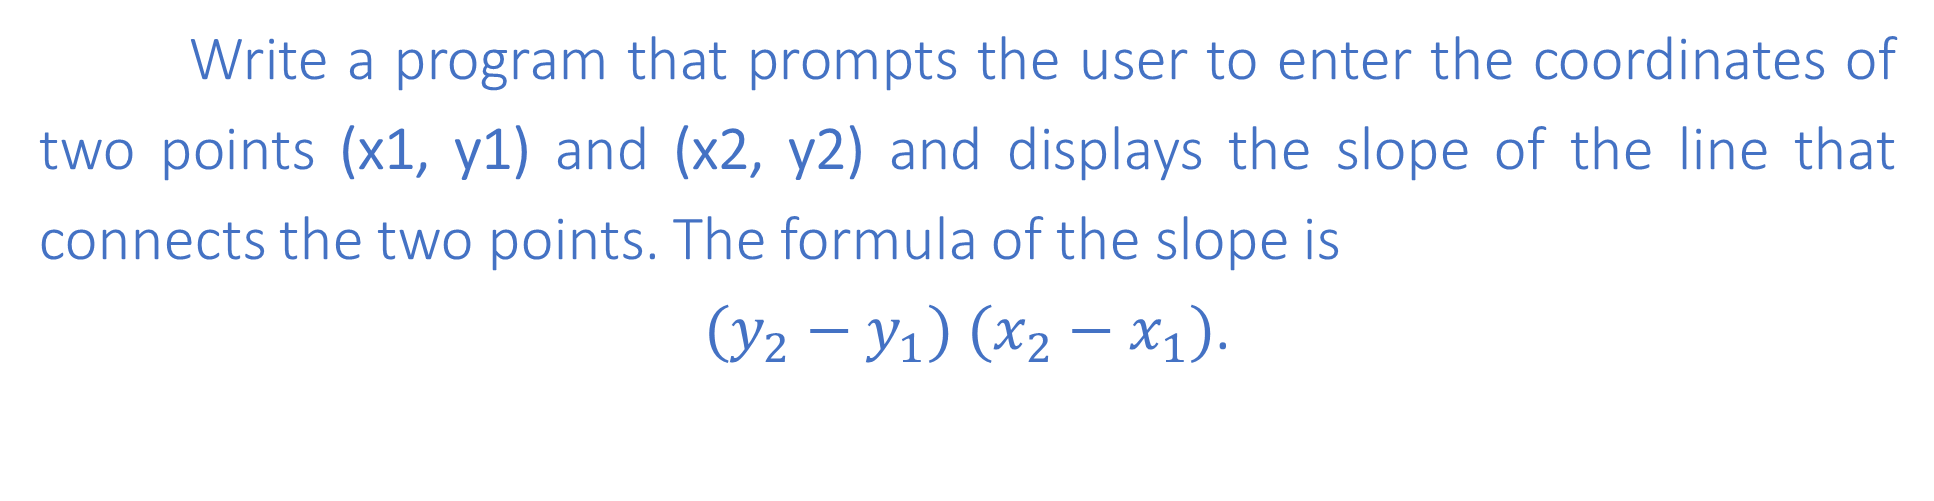 Write a program that prompts the user to enter the coordinates of
two points (x1, y1) and (x2, y2) and displays the slope of the line that
connects the two points. The formula of the slope is
(y₂ − y₁) (x₂ − x₁).